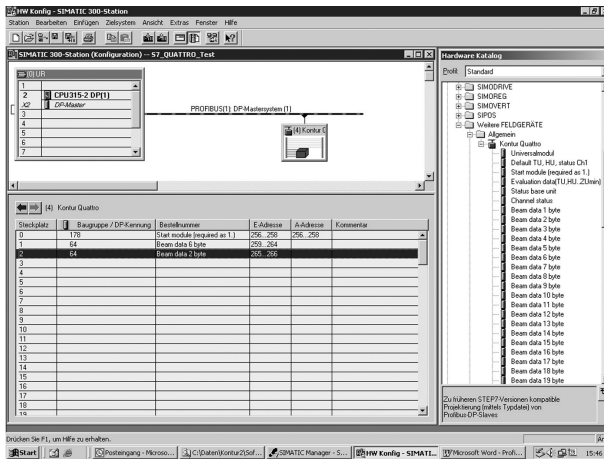 HW Konfig - SIMATIC 300-Station
Station Bearbeiten Einfügen Zielsystem Ansicht Extras Fenster Hilfe
SIMATIC 300-Station (Konfiguration) -- S7_QUATTRO_Test
(0) UR
1
2 CPU315-2 DP(1)
X2 DP-Master
3
4
5
6
7
PROFIBUS(1): DP-Mastersystem (1)
(4) Kontur Q
(4) Kontur Quattro
Steckplatz Baugruppe / DP-Kennung Bestellnummer E-Adresse A-Adresse Kommentar
0 178 Start module (required as 1.) 256...258 256...258
1 64 Beam data 6 byte 259...264
2 64 Beam data 2 byte 265...266
3
4
5
6
7
8
9
10
11
12
13
14
15
16
17
18
19
Hardware Katalog
Profil Standard
SIMODRIVE
SIMOREG
SIMOVERT
SIPOS
Weitere FELDGERÄTE
Allgemein
Kontur Quattro
Universalmodul
Default TU, HU, status Ch1
Start module (required as 1.)
Evaluation data(TU,HU..ZUmin)
Status base unit
Channel status
Beam data 1 byte
Beam data 2 byte
Beam data 3 byte
Beam data 4 byte
Beam data 5 byte
Beam data 6 byte
Beam data 7 byte
Beam data 8 byte
Beam data 9 byte
Beam data 10 byte
Beam data 11 byte
Beam data 12 byte
Beam data 13 byte
Beam data 14 byte
Beam data 15 byte
Beam data 16 byte
Beam data 17 byte
Beam data 18 byte
Beam data 19 byte
Zu früheren STEP7-Versionen kompatible
Projektierung (mittels Typdatei) von
Profibus-DP-Slaves
Drücken Sie F1, um Hilfe zu erhalten.
Än
Start Posteingang - Microso... C:\Daten\Kontur2\Sof... SIMATIC Manager - S... HW Konfig - SIMATI... Microsoft Word - Profi... 15:46